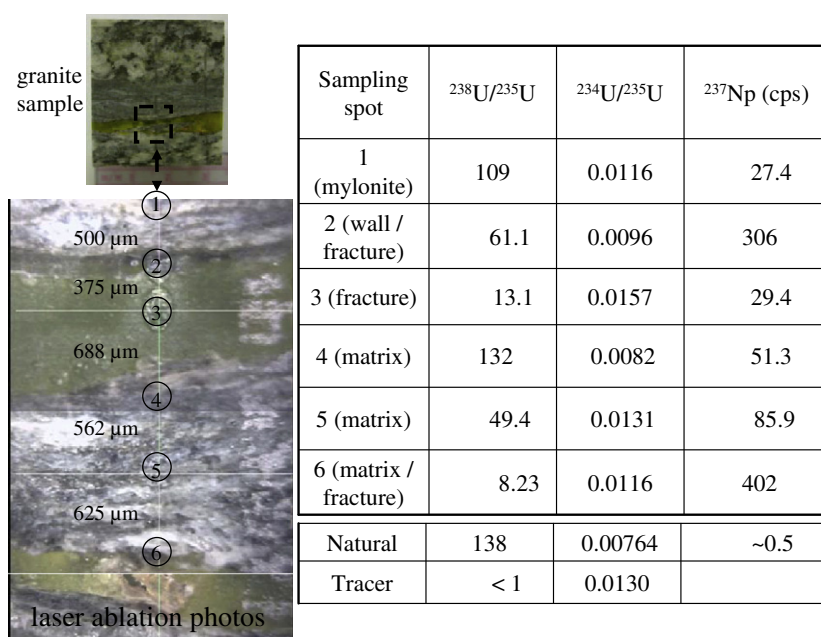 granite
sample
1
500 µm
2
375 µm
3
688 µm
4
562 µm
5
625 µm
6
laser ablation photos
Sampling spot 238U/235U 234U/235U 237Np (cps)
1 (mylonite) 109 0.0116 27.4
2 (wall / fracture) 61.1 0.0096 306
3 (fracture) 13.1 0.0157 29.4
4 (matrix) 132 0.0082 51.3
5 (matrix) 49.4 0.0131 85.9
6 (matrix / fracture) 8.23 0.0116 402
Natural 138 0.00764 ~0.5
Tracer < 1 0.0130